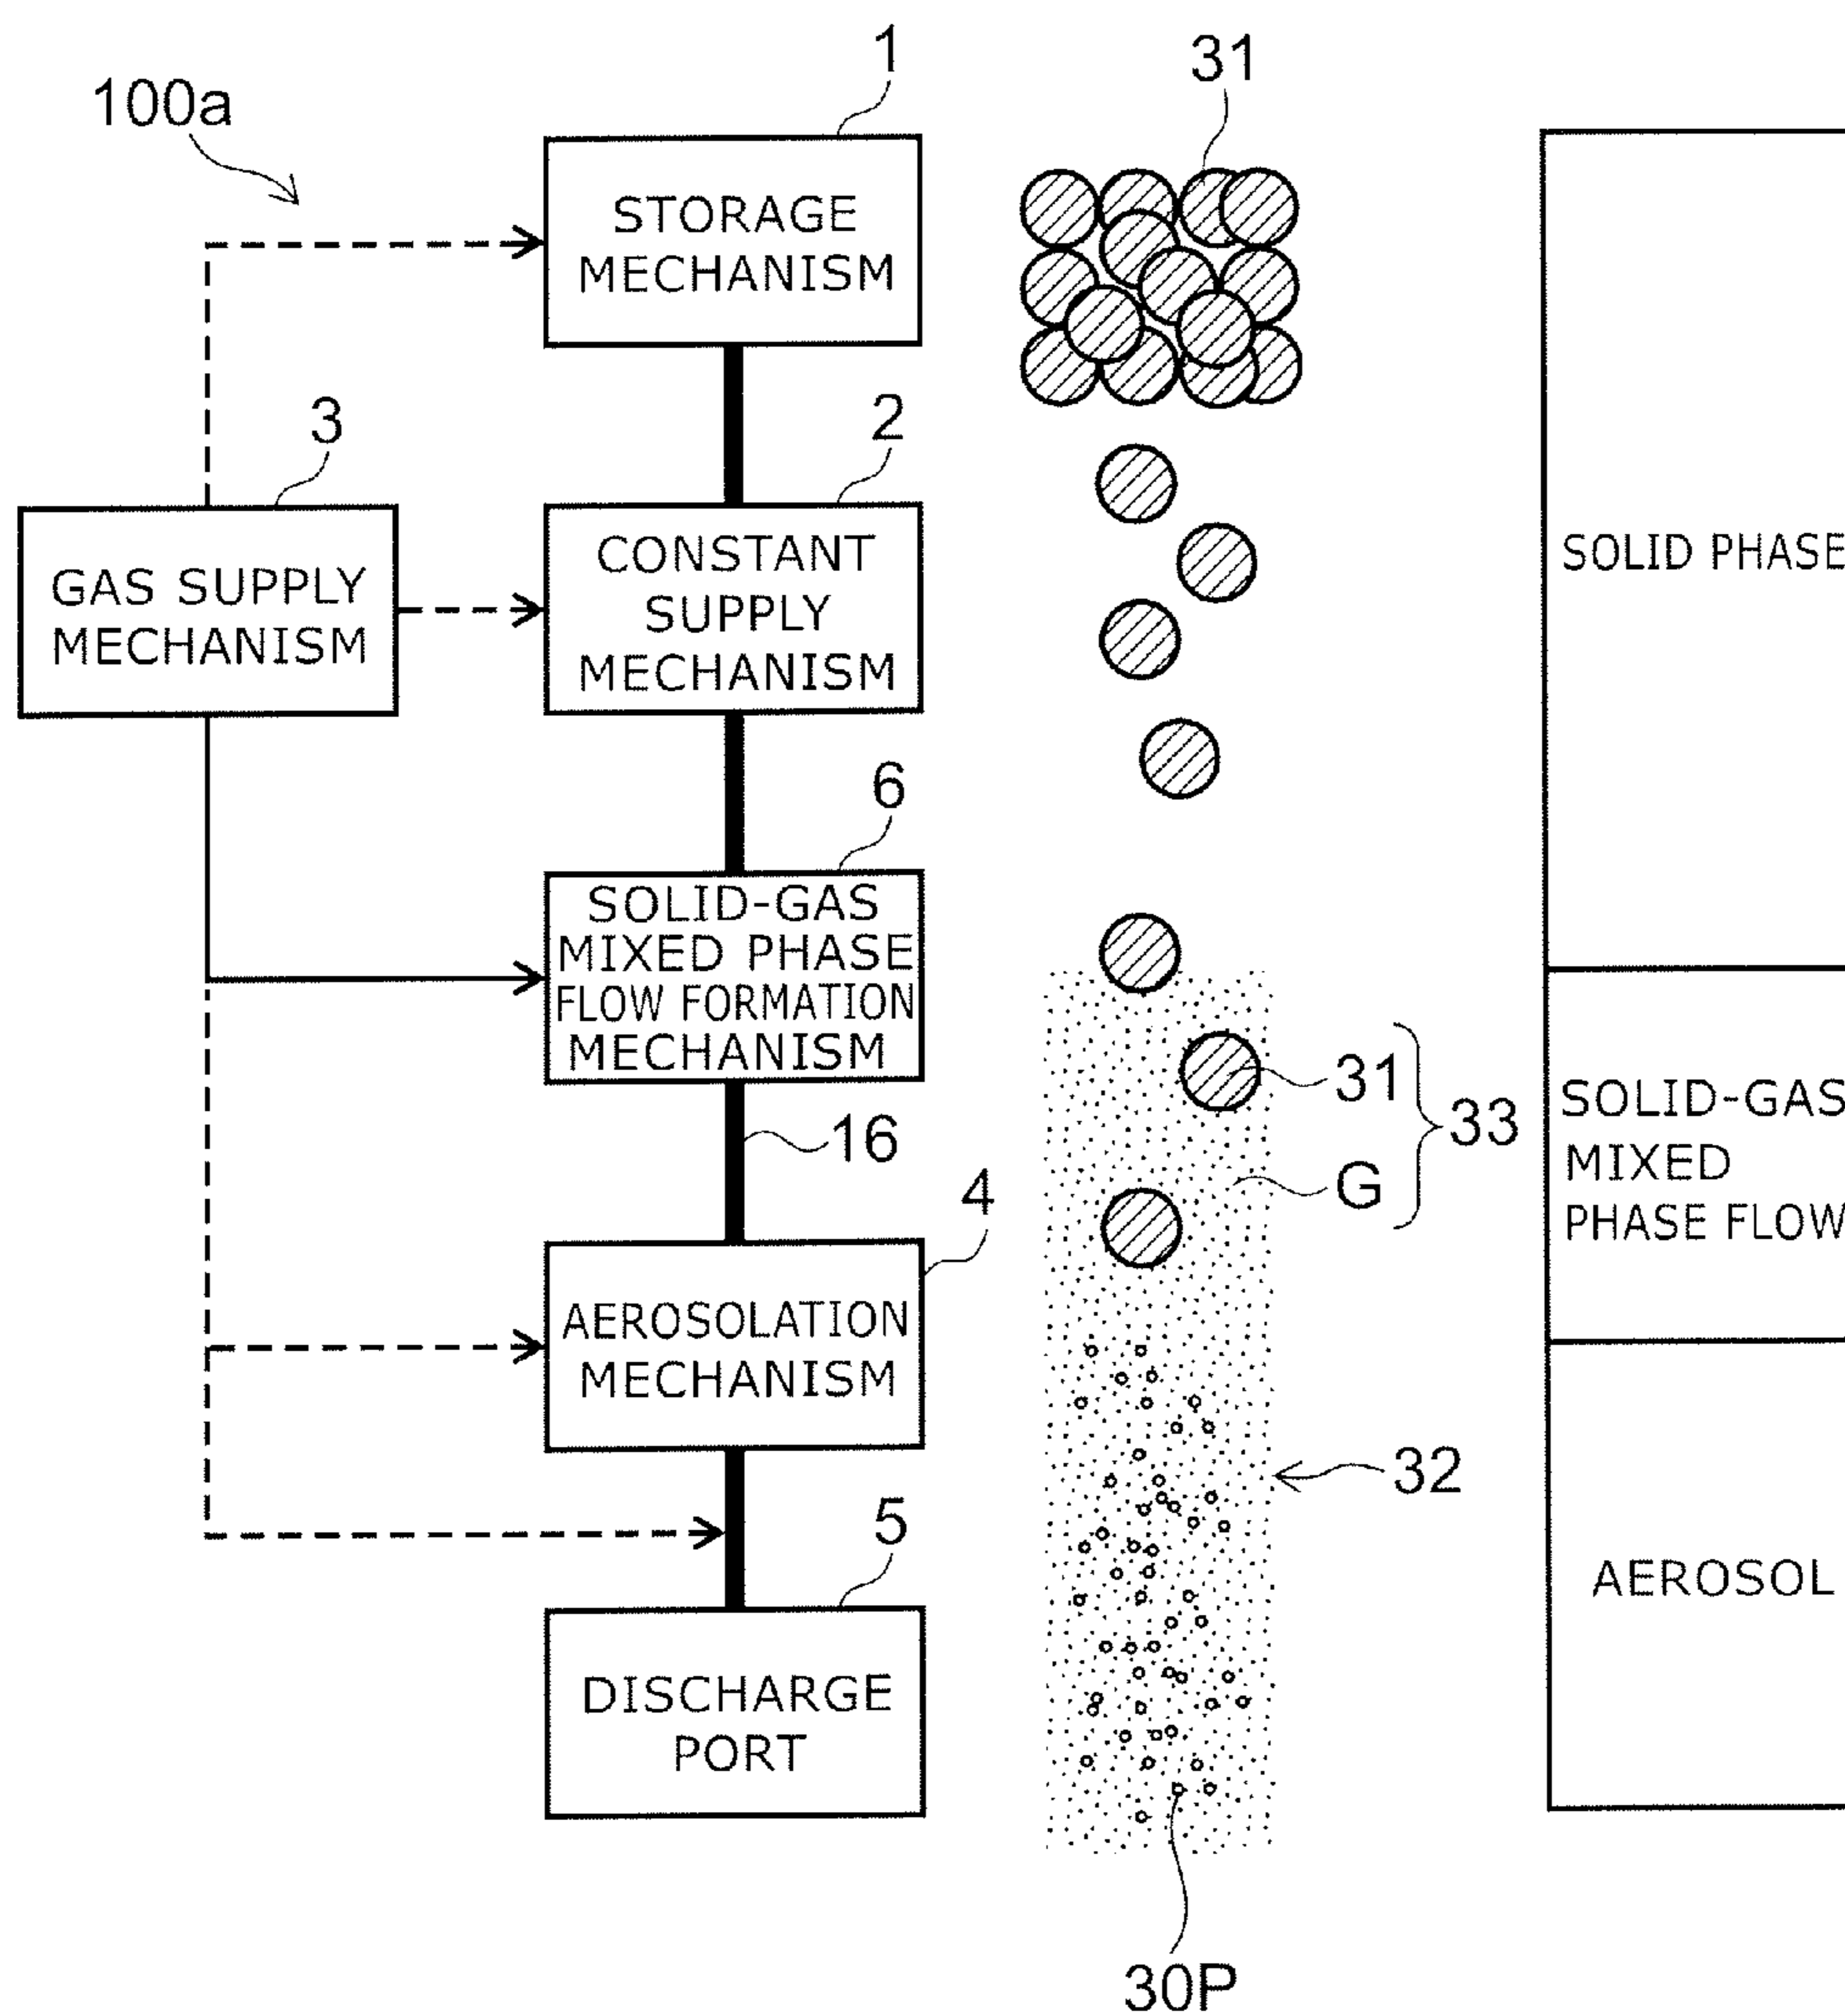 100a
1
31
STORAGE
MECHANISM
3
2
GAS SUPPLY
MECHANISM
CONSTANT
SUPPLY
MECHANISM
SOLID PHASE
6
SOLID-GAS
MIXED PHASE
FLOW FORMATION
MECHANISM
31
G
33
SOLID-GAS
MIXED
PHASE FLOW
16
4
AEROSOLATION
MECHANISM
32
5
AEROSOL
DISCHARGE
PORT
30P